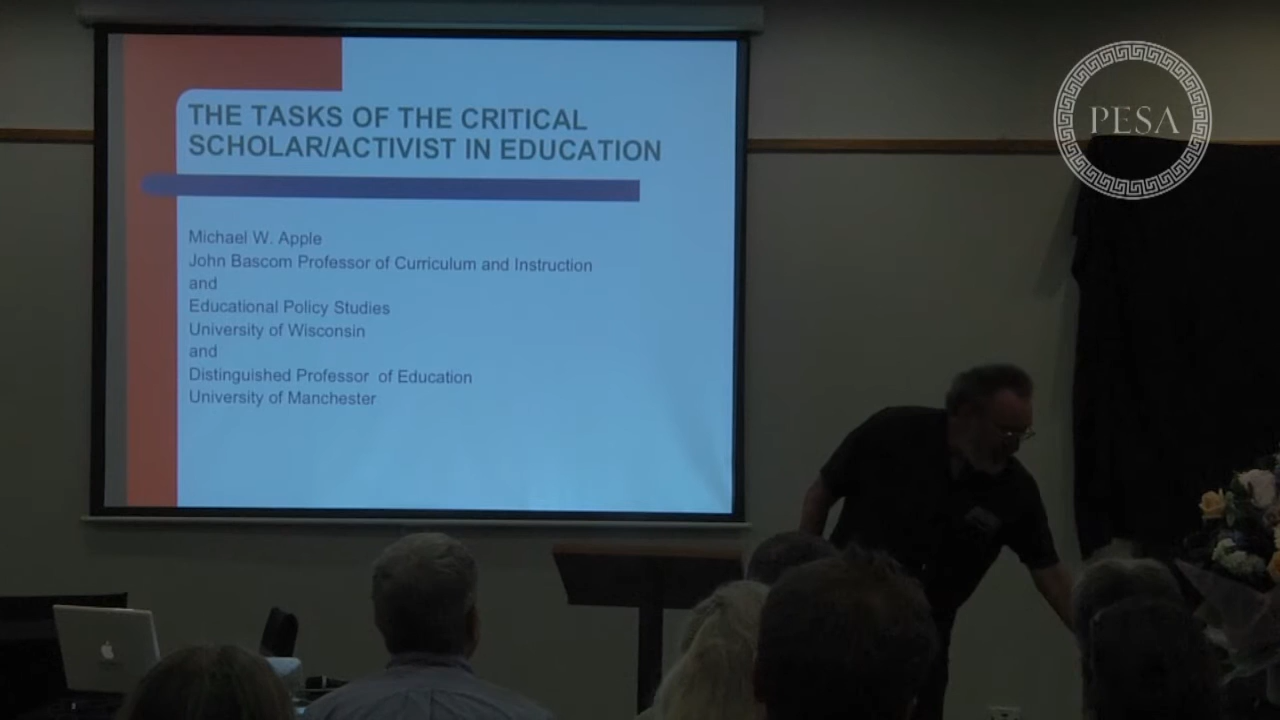 THE TASKS OF THE CRITICAL
SCHOLAR/ACTIVIST IN EDUCATION
Michael W. Apple
John Bascom Professor of Curriculum and Instruction
and
Educational Policy Studies
University of Wisconsin
and
Distinguished Professor of Education
University of Manchester
PESA